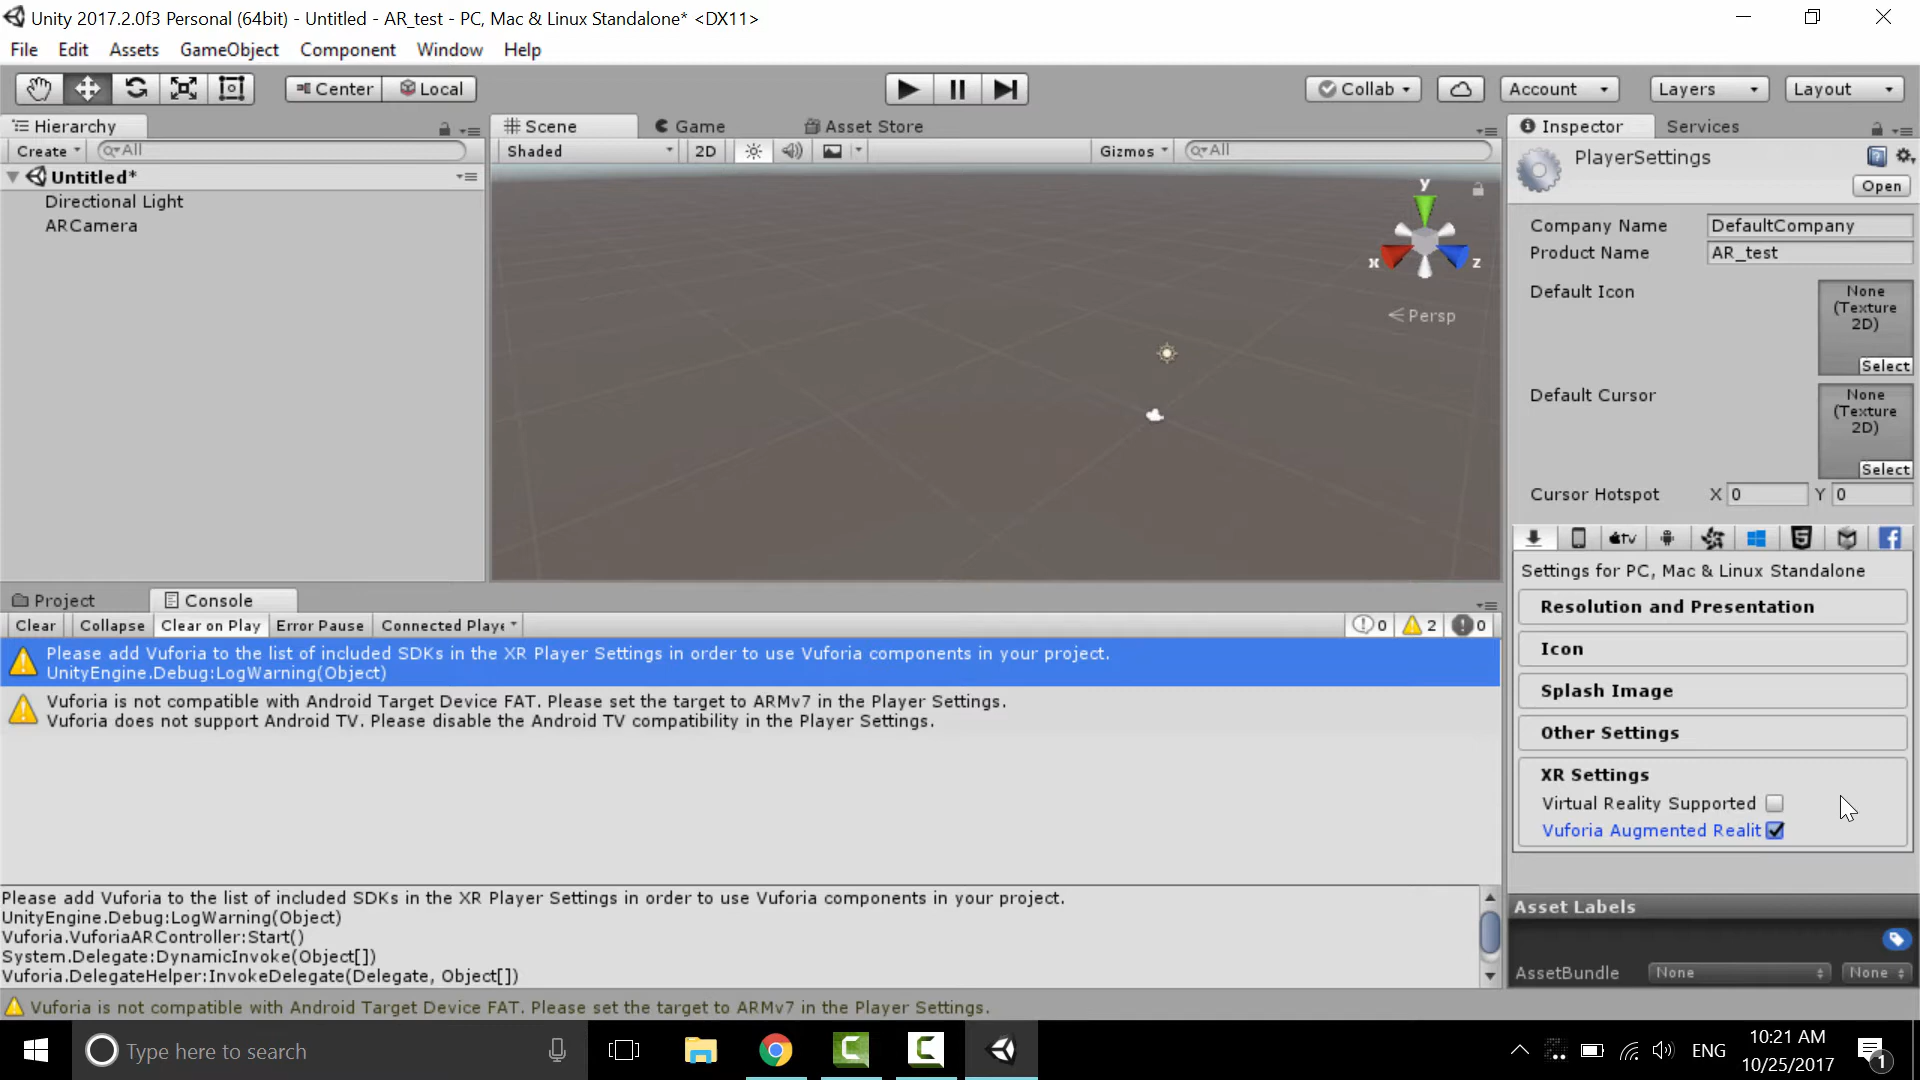 Unity 2017.2.0f3 Personal (64bit) - Untitled - AR_test - PC, Mac & Linux Standalone* <DX11>
File Edit Assets GameObject Component Window Help
Center Local
Collab Account Layers Layout
Hierarchy
Create All
Untitled*
Directional Light
ARCamera
Scene Game Asset Store
Shaded 2D Gizmos All
y
x z
Persp
Inspector Services
PlayerSettings
Open
Company Name DefaultCompany
Product Name AR_test
Default Icon
None
(Texture
2D)
Select
Default Cursor
None
(Texture
2D)
Select
Cursor Hotspot X 0 Y 0
tv
Settings for PC, Mac & Linux Standalone
Resolution and Presentation
Icon
Splash Image
Other Settings
XR Settings
Virtual Reality Supported
Vuforia Augmented Realit
Asset Labels
AssetBundle None None
Project Console
Clear Collapse Clear on Play Error Pause Connected Playe 0 2 0
Please add Vuforia to the list of included SDKs in the XR Player Settings in order to use Vuforia components in your project.
UnityEngine.Debug:LogWarning(Object)
Vuforia is not compatible with Android Target Device FAT. Please set the target to ARMv7 in the Player Settings.
Vuforia does not support Android TV. Please disable the Android TV compatibility in the Player Settings.
Please add Vuforia to the list of included SDKs in the XR Player Settings in order to use Vuforia components in your project.
UnityEngine.Debug:LogWarning(Object)
Vuforia.VuforiaARController:Start()
System.Delegate:DynamicInvoke(Object[])
Vuforia.DelegateHelper:InvokeDelegate(Delegate, Object[])
Vuforia is not compatible with Android Target Device FAT. Please set the target to ARMv7 in the Player Settings.
Type here to search
ENG
10:21 AM
10/25/2017
1